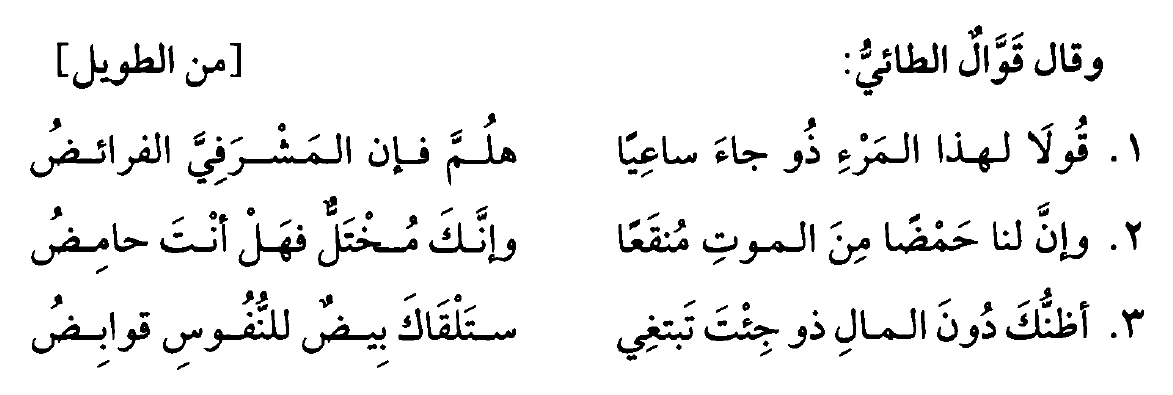 وقال قَوَّالٌ الطائيُّ: [من الطويل]
١. قُولَا لهذا المَرْءِ ذُو جاءَ ساعِيًا هلُمَّ فإن المَشْرَفِيَّ الفرائضُ
٢. وإنَّ لنا حَمْضًا مِنَ الموتِ مُنقَعًا وإنَّكَ مُخْتَلٌّ فهَلْ أنْتَ حامِضُ
٣. أظنُّكَ دُونَ المالِ ذو جِئْتَ تَبتغِي ستَلْقَاكَ بِيضٌ للنُّفُوسِ قوابِضُ